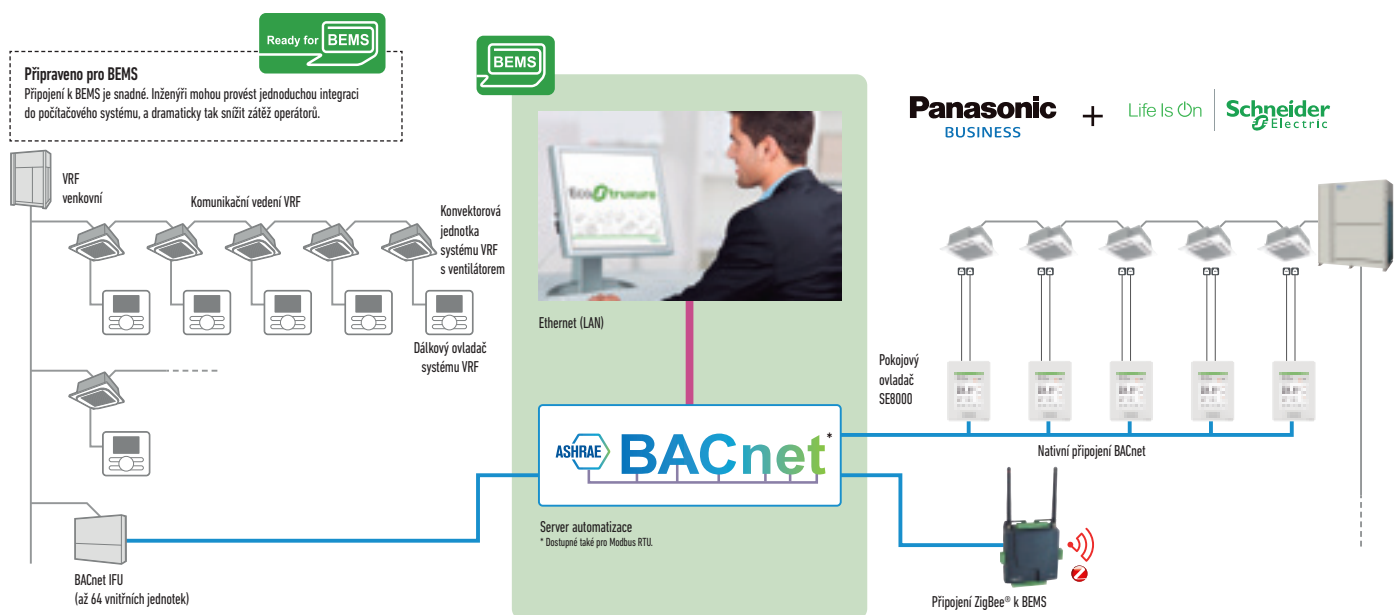 Ready for BEMS
Připraveno pro BEMS
Připojení k BEMS je snadné. Inženýři mohou provést jednoduchou integraci
do počítačového systému, a dramaticky tak snížit zátěž operátorů.
VRF
venkovní
Komunikační vedení VRF
Konvektorová
jednotka
systému VRF
s ventilátorem
Dálkový ovladač
systému VRF
BACnet IFU
(až 64 vnitřních jednotek)
BEMS
EcoStruxure
Ethernet (LAN)
ASHRAE BACnet*
Server automatizace
* Dostupné také pro Modbus RTU.
Panasonic
BUSINESS
+
Life Is On
Schneider
Electric
Pokojový
ovladač
SE8000
Nativní připojení BACnet
Připojení ZigBee® k BEMS